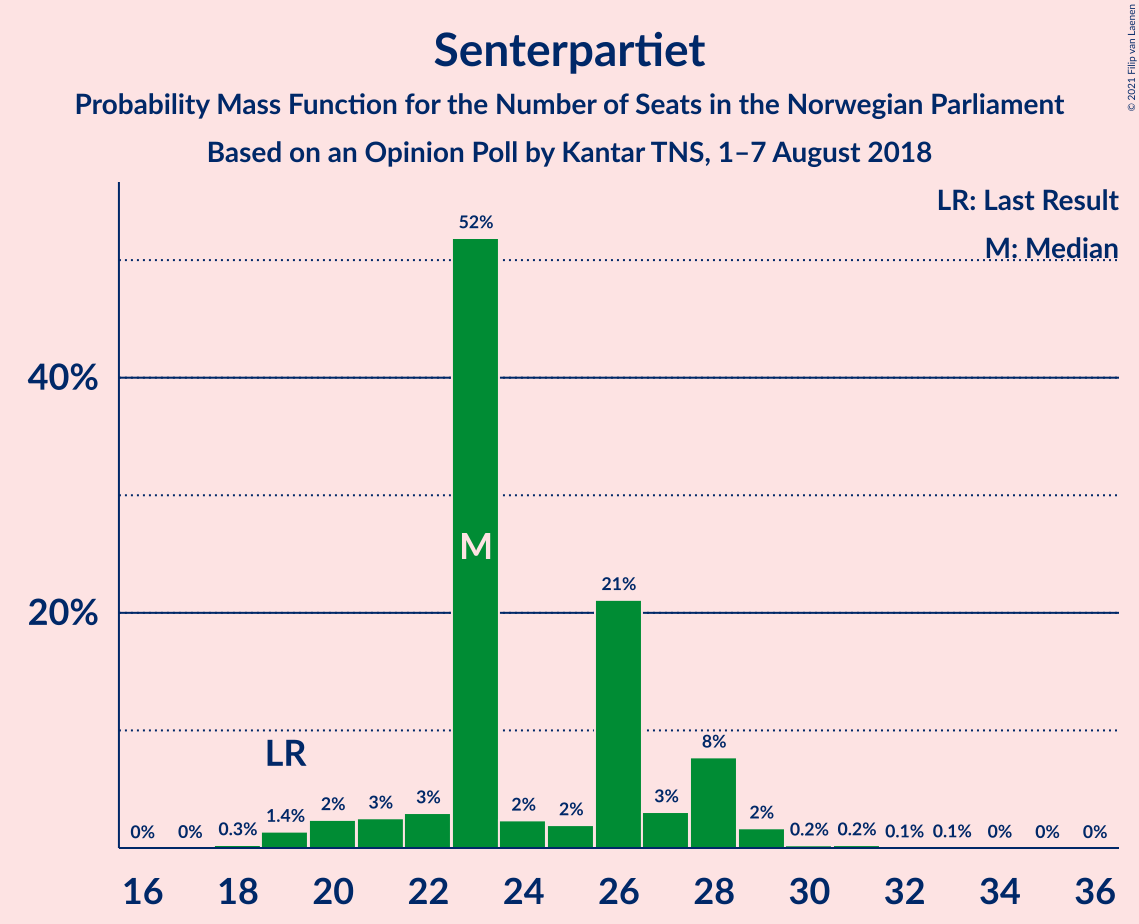 Senterpartiet
Probability Mass Function for the Number of Seats in the Norwegian Parliament
Based on an Opinion Poll by Kantar TNS, 1–7 August 2018
© 2021 Filip van Laenen
LR: Last Result
M: Median
40%
20%
0%
0%
0.3%
1.4%
LR
2%
3%
3%
52%
M
2%
2%
21%
3%
8%
2%
0.2%
0.2%
0.1%
0.1%
0%
0%
0%
16 18 20 22 24 26 28 30 32 34 36